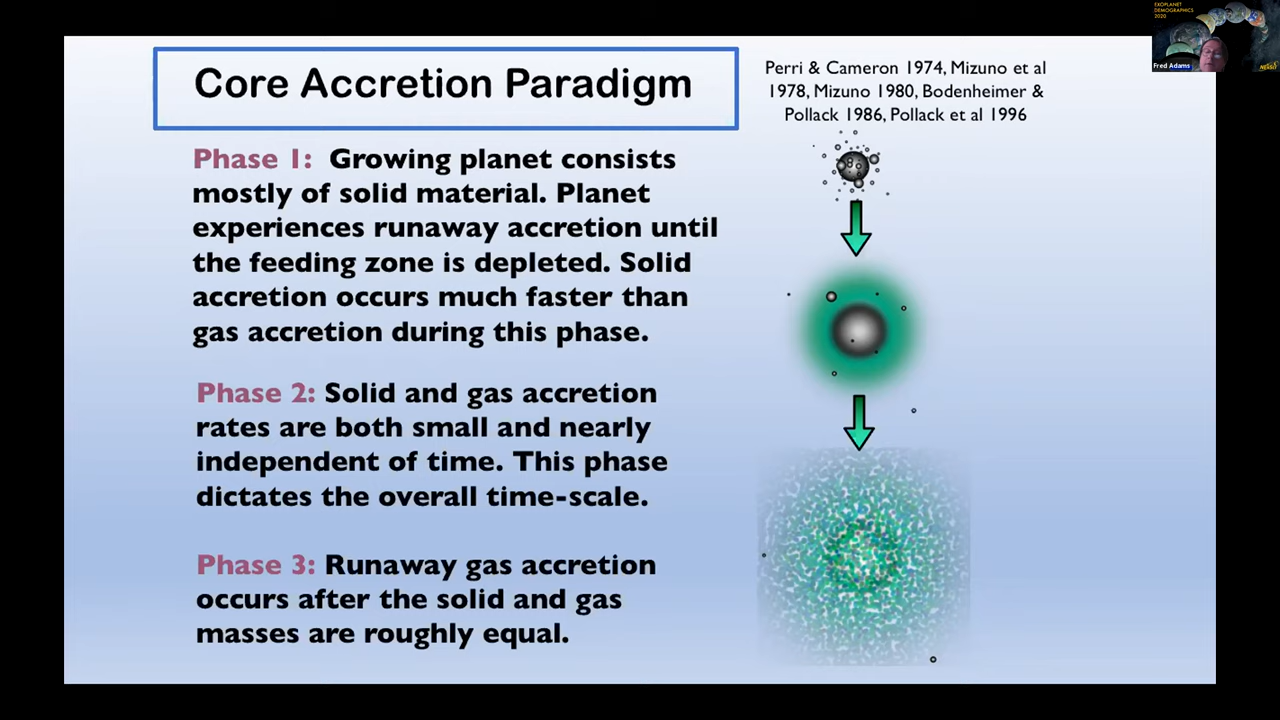 Core Accretion Paradigm
Perri & Cameron 1974, Mizuno et al
1978, Mizuno 1980, Bodenheimer &
Pollack 1986, Pollack et al 1996
Phase 1: Growing planet consists
mostly of solid material. Planet
experiences runaway accretion until
the feeding zone is depleted. Solid
accretion occurs much faster than
gas accretion during this phase.
Phase 2: Solid and gas accretion
rates are both small and nearly
independent of time. This phase
dictates the overall time-scale.
Phase 3: Runaway gas accretion
occurs after the solid and gas
masses are roughly equal.
EXOPLANET
DEMOGRAPHICS
2020
Fred Adams